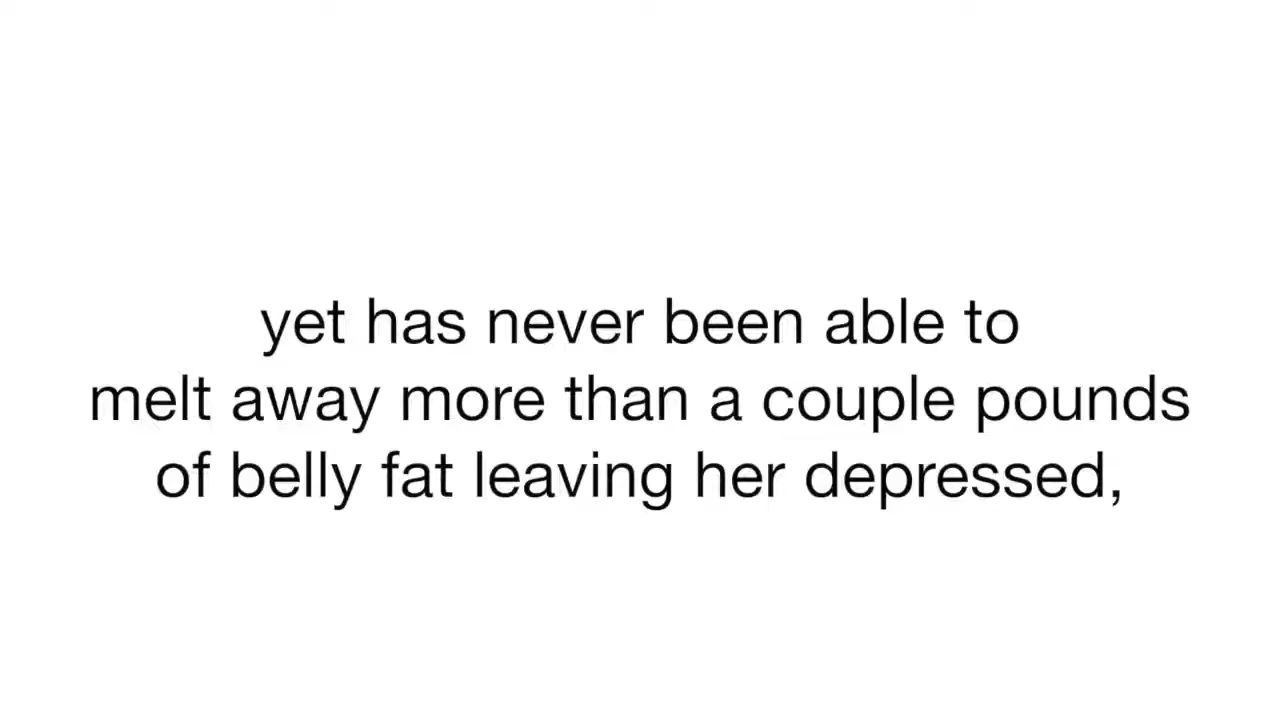 yet has never been able to
melt away more than a couple pounds
of belly fat leaving her depressed,